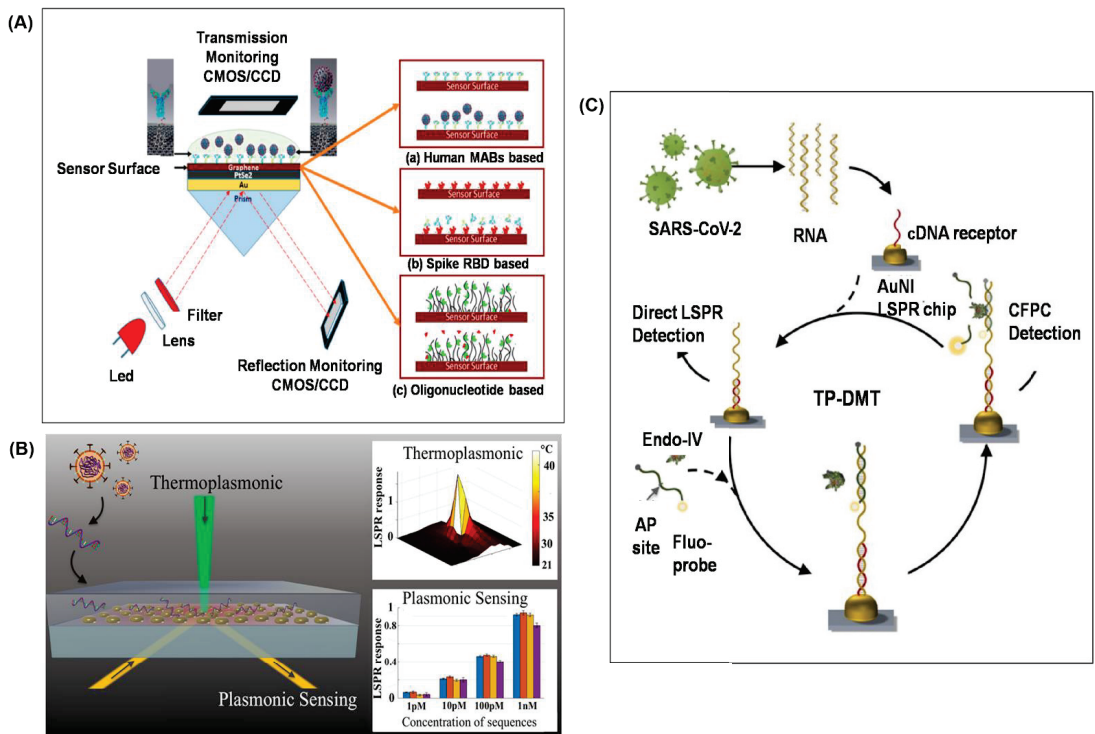 (A)
Transmission
Monitoring
CMOS/CCD
Sensor Surface
Graphene
PtSe2
Au
Prism
Filter
Lens
Led
Reflection Monitoring
CMOS/CCD
Sensor Surface
Sensor Surface
(a) Human MABs based
Sensor Surface
Sensor Surface
(b) Spike RBD based
Sensor Surface
Sensor Surface
(c) Oligonucleotide based
(B)
Thermoplasmonic
Plasmonic Sensing
Thermoplasmonic
°C
40
35
30
21
LSPR response
1
0
Plasmonic Sensing
LSPR response
1
0.8
0.4
0
1pM 10pM 100pM 1nM
Concentration of sequences
(C)
SARS-CoV-2
RNA
cDNA receptor
AuNI
LSPR chip
CFPC
Detection
Direct LSPR
Detection
TP-DMT
Endo-IV
AP
site
Fluo-
probe